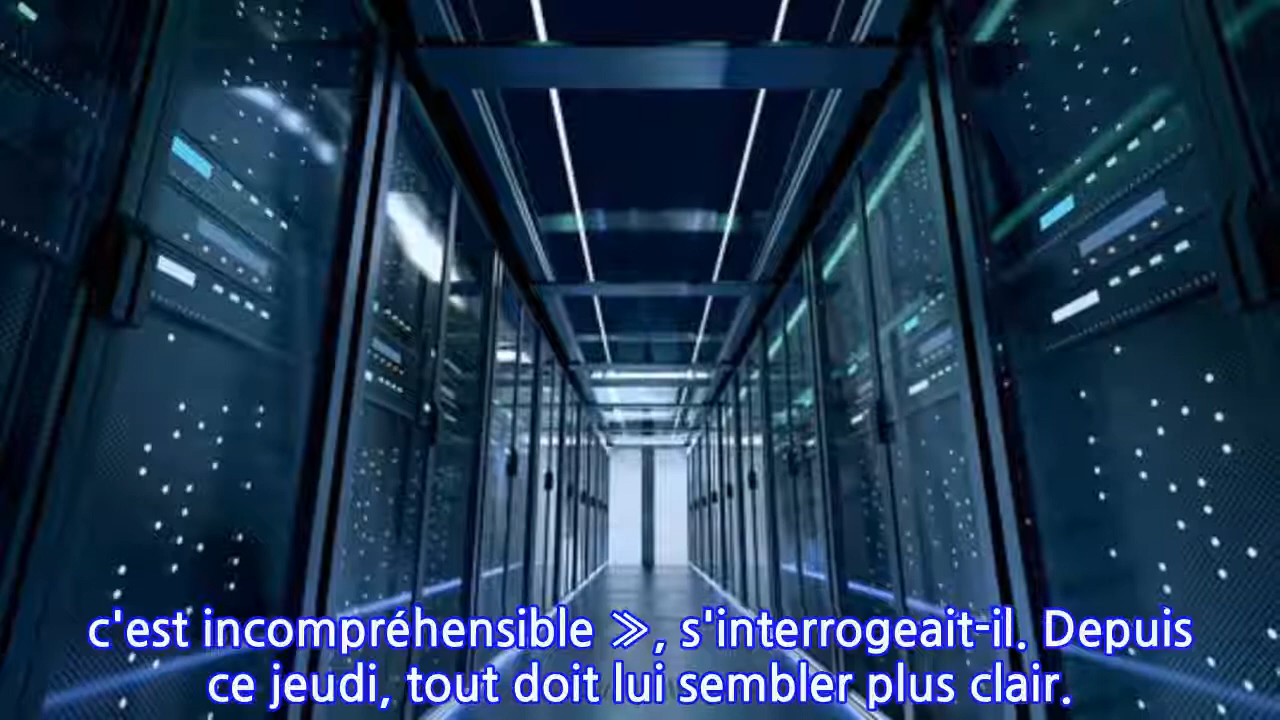 c'est incompréhensible ≫, s'interrogeait-il. Depuis
ce jeudi, tout doit lui sembler plus clair.